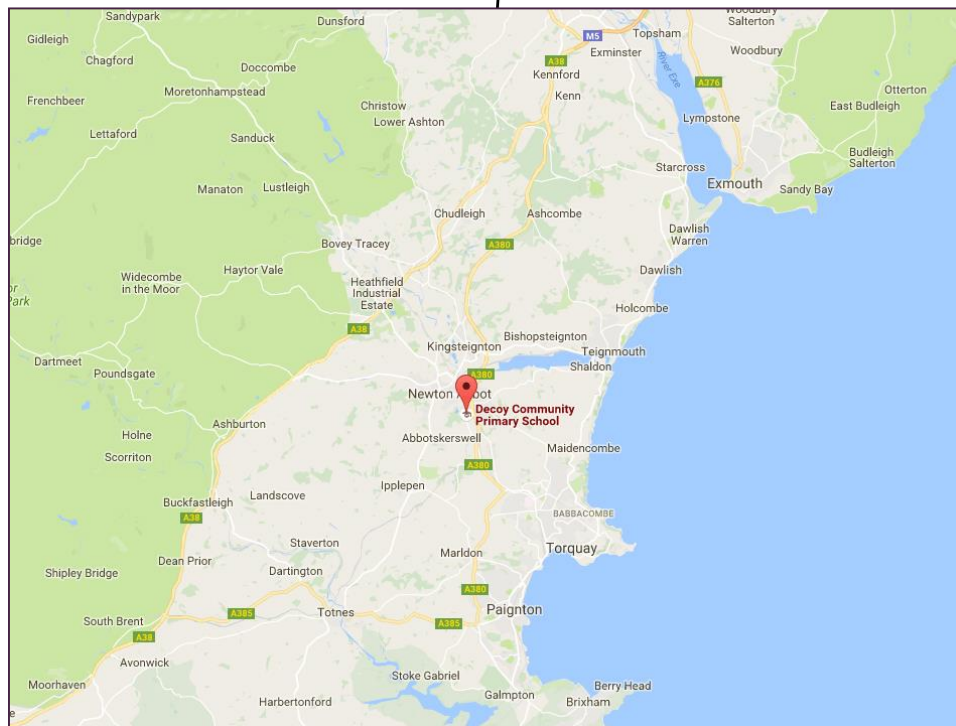 Sandypark
Dunsford
Woodbury
Salterton
Gidleigh
M5
Topsham
Chagford
A38
Exminster
Woodbury
Doccombe
Kennford
River Exe
A376
Otterton
Moretonhampstead
Kenn
Frenchbeer
Christow
East Budleigh
Lower Ashton
Lympstone
Lettaford
Sanduck
Budleigh
Salterton
Starcross
Exmouth
Manaton
Lustleigh
Sandy Bay
Chudleigh
Ashcombe
Dawlish
Warren
bridge
Bovey Tracey
A380
Widecombe
in the Moor
Haytor Vale
Dawlish
Heathfield
Industrial
Estate
or
Park
Holcombe
A38
Bishopsteignton
Kingsteignton
Teignmouth
Dartmeet
Shaldon
Poundsgate
A380
Newton Abbot
Decoy Community
Primary School
Ashburton
Holne
Abbotskerswell
Maidencombe
Scorriton
A380
Ipplepen
Landscove
Buckfastleigh
A38
BABBACOMBE
Staverton
Marldon
Torquay
Dean Prior
Dartington
Shipley Bridge
A380
Paignton
A385
Totnes
South Brent
A385
A38
Avonwick
Stoke Gabriel
Moorhaven
Berry Head
Galmpton
Harbertonford
Brixham
e